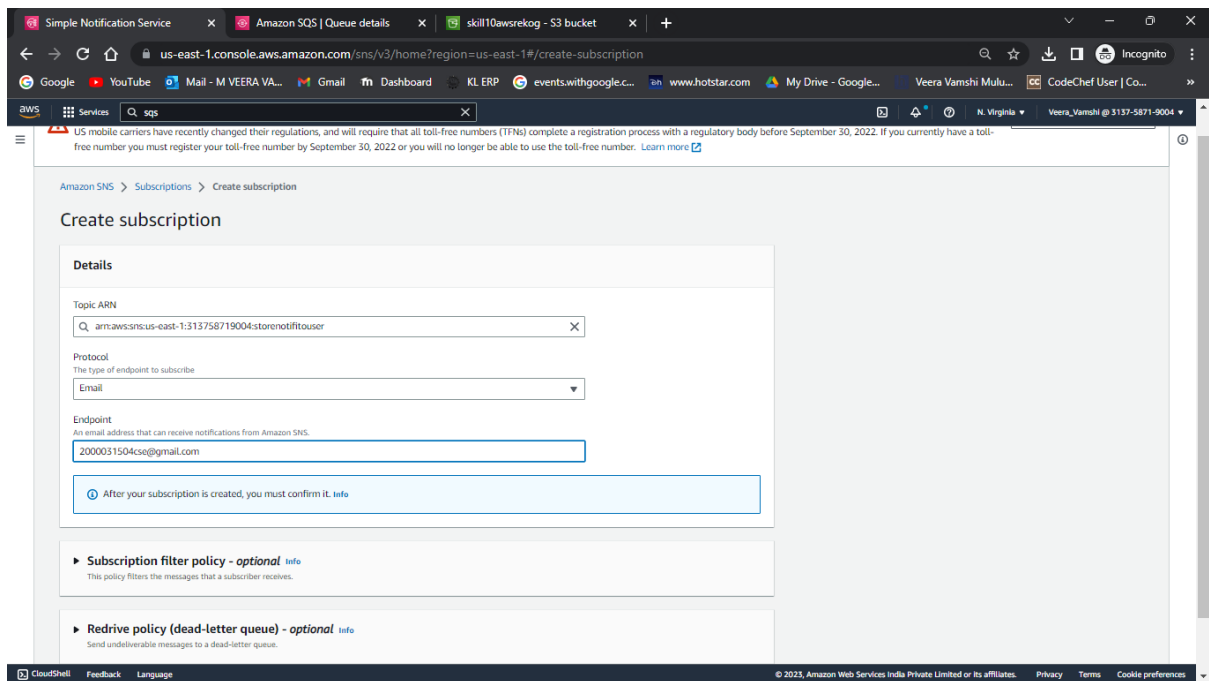 Simple Notification Service
Amazon SQS | Queue details
skill10awsrekog - S3 bucket
us-east-1.console.aws.amazon.com/sns/v3/home?region=us-east-1#/create-subscription
Incognito
Google YouTube Mail - M VEERA VA... Gmail Dashboard KL ERP events.withgoogle.c... www.hotstar.com My Drive - Google... Veera Vamshi Mulu... CodeChef User | Co... »
aws Services sqs N. Virginia Veera_Vamshi @ 3137-5871-9004
US mobile carriers have recently changed their regulations, and will require that all toll-free numbers (TFNs) complete a registration process with a regulatory body before September 30, 2022. If you currently have a toll-
free number you must register your toll-free number by September 30, 2022 or you will no longer be able to use the toll-free number. Learn more
Amazon SNS > Subscriptions > Create subscription
Create subscription
Details
Topic ARN
arn:aws:sns:us-east-1:313758719004:storenotifitouser
Protocol
The type of endpoint to subscribe
Email
Endpoint
An email address that can receive notifications from Amazon SNS.
2000031504cse@gmail.com
After your subscription is created, you must confirm it. Info
Subscription filter policy - optional Info
This policy filters the messages that a subscriber receives.
Redrive policy (dead-letter queue) - optional Info
Send undeliverable messages to a dead-letter queue.
CloudShell Feedback Language © 2023, Amazon Web Services India Private Limited or its affiliates. Privacy Terms Cookie preferences